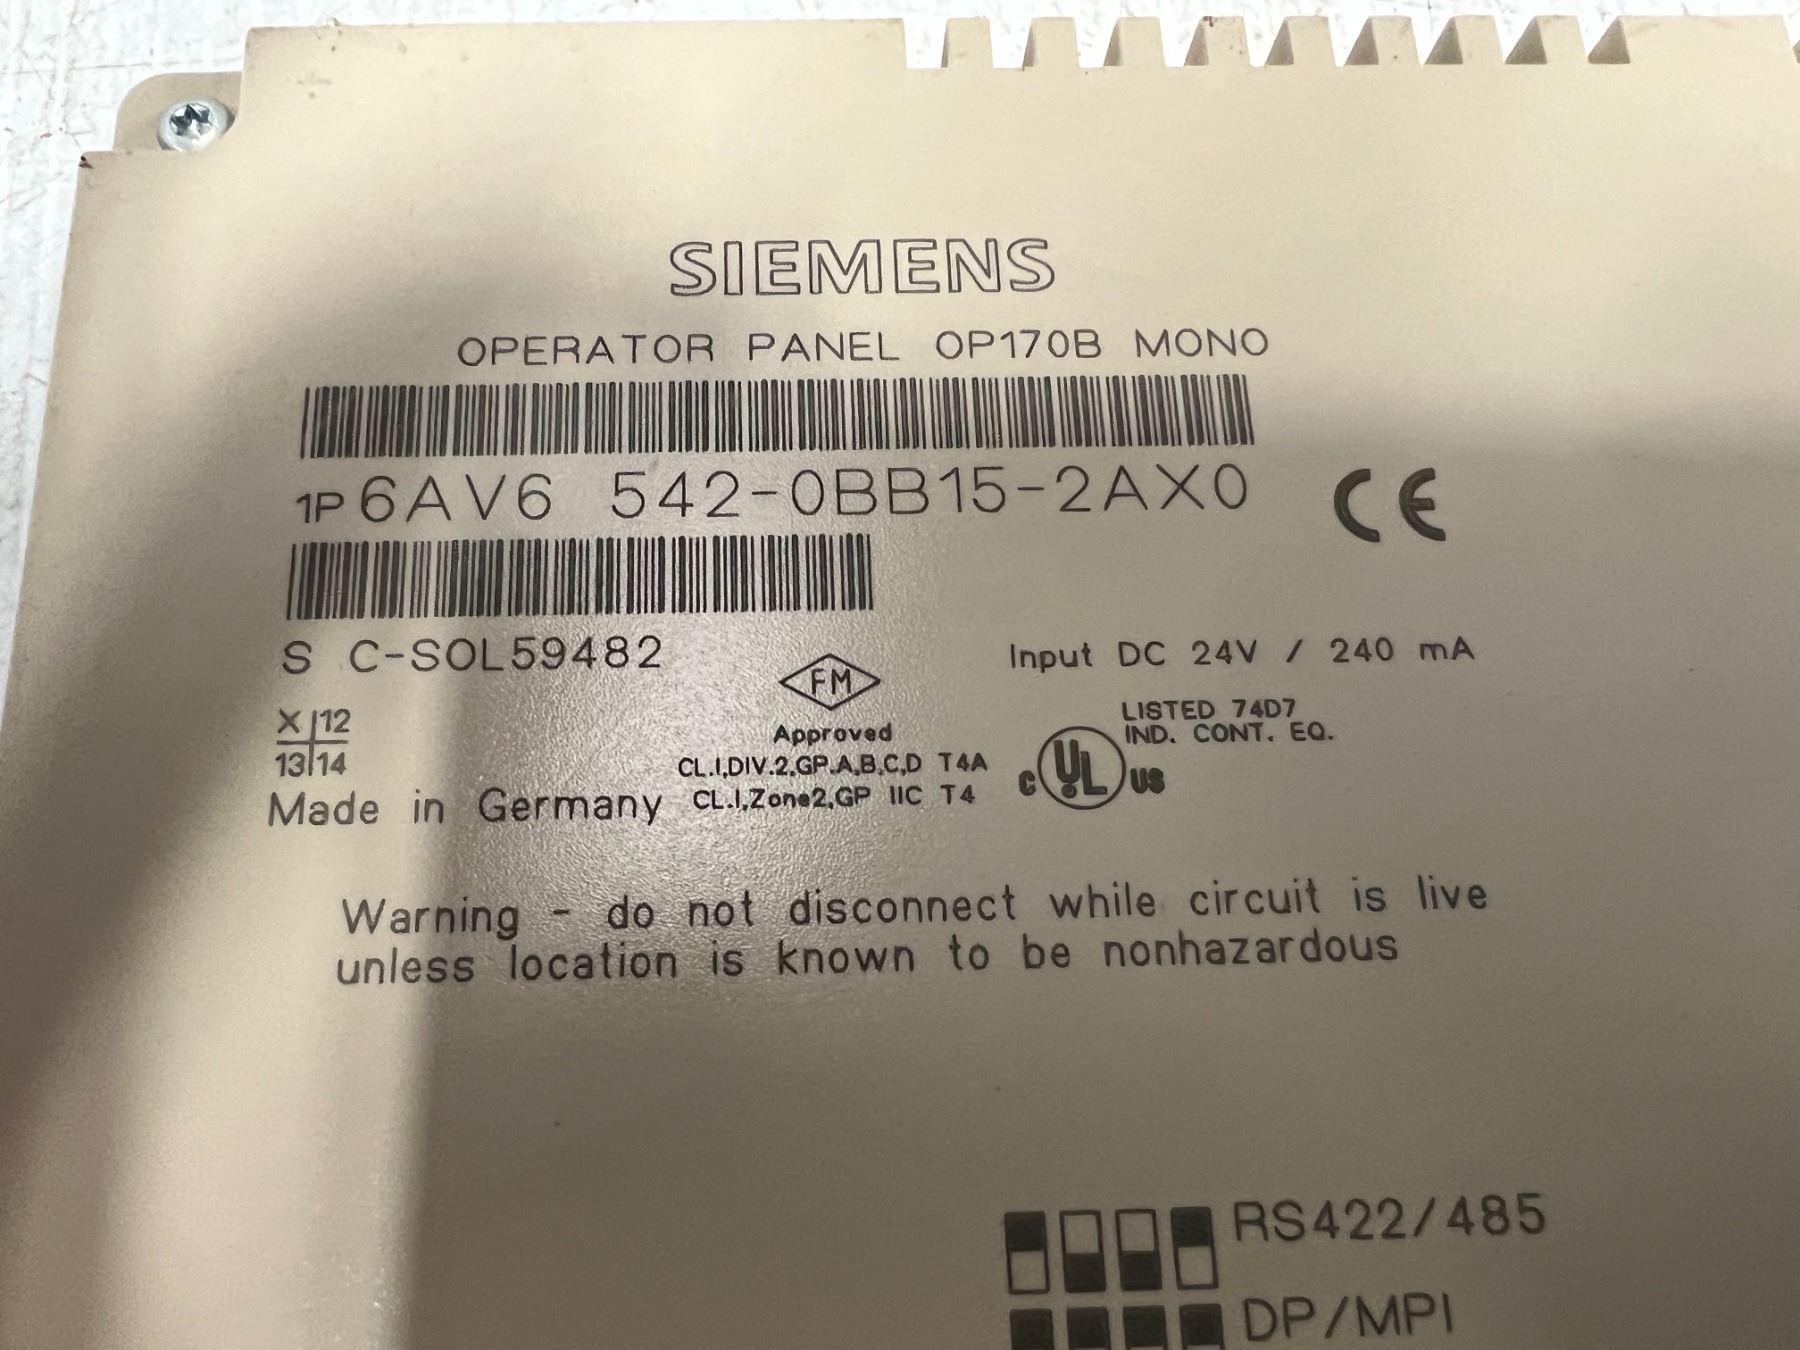 SIEMENS
OPERATOR PANEL OP170B MONO
1P 6AV6 542-0BB15-2AX0
CE
S C-SOL59482
Input DC 24V / 240 mA
FM
Approved
CL.I,DIV.2,GP.A,B,C,D T4A
CL.I,Zone2,GP IIC T4
X 12
13 14
Made in Germany
LISTED 74D7
IND. CONT. EQ.
C UL US
Warning - do not disconnect while circuit is live
unless location is known to be nonhazardous
RS422/485
DP/MPI